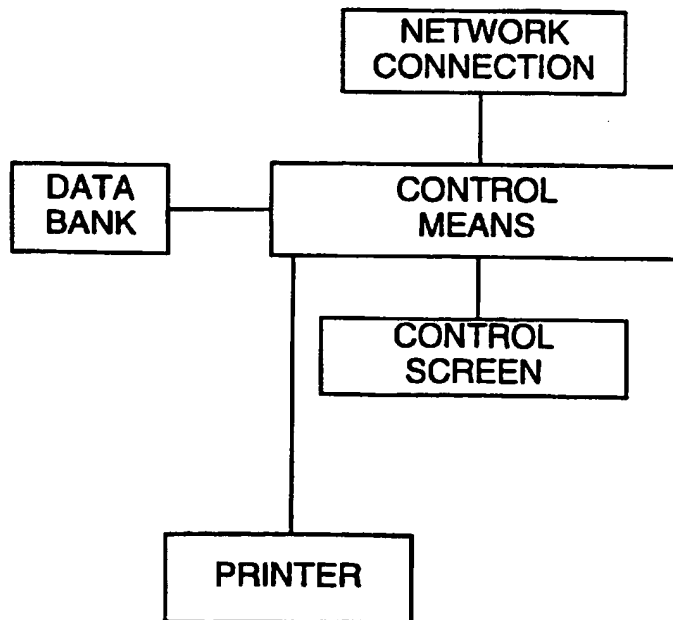 NETWORK
CONNECTION
DATA
BANK
CONTROL
MEANS
CONTROL
SCREEN
PRINTER